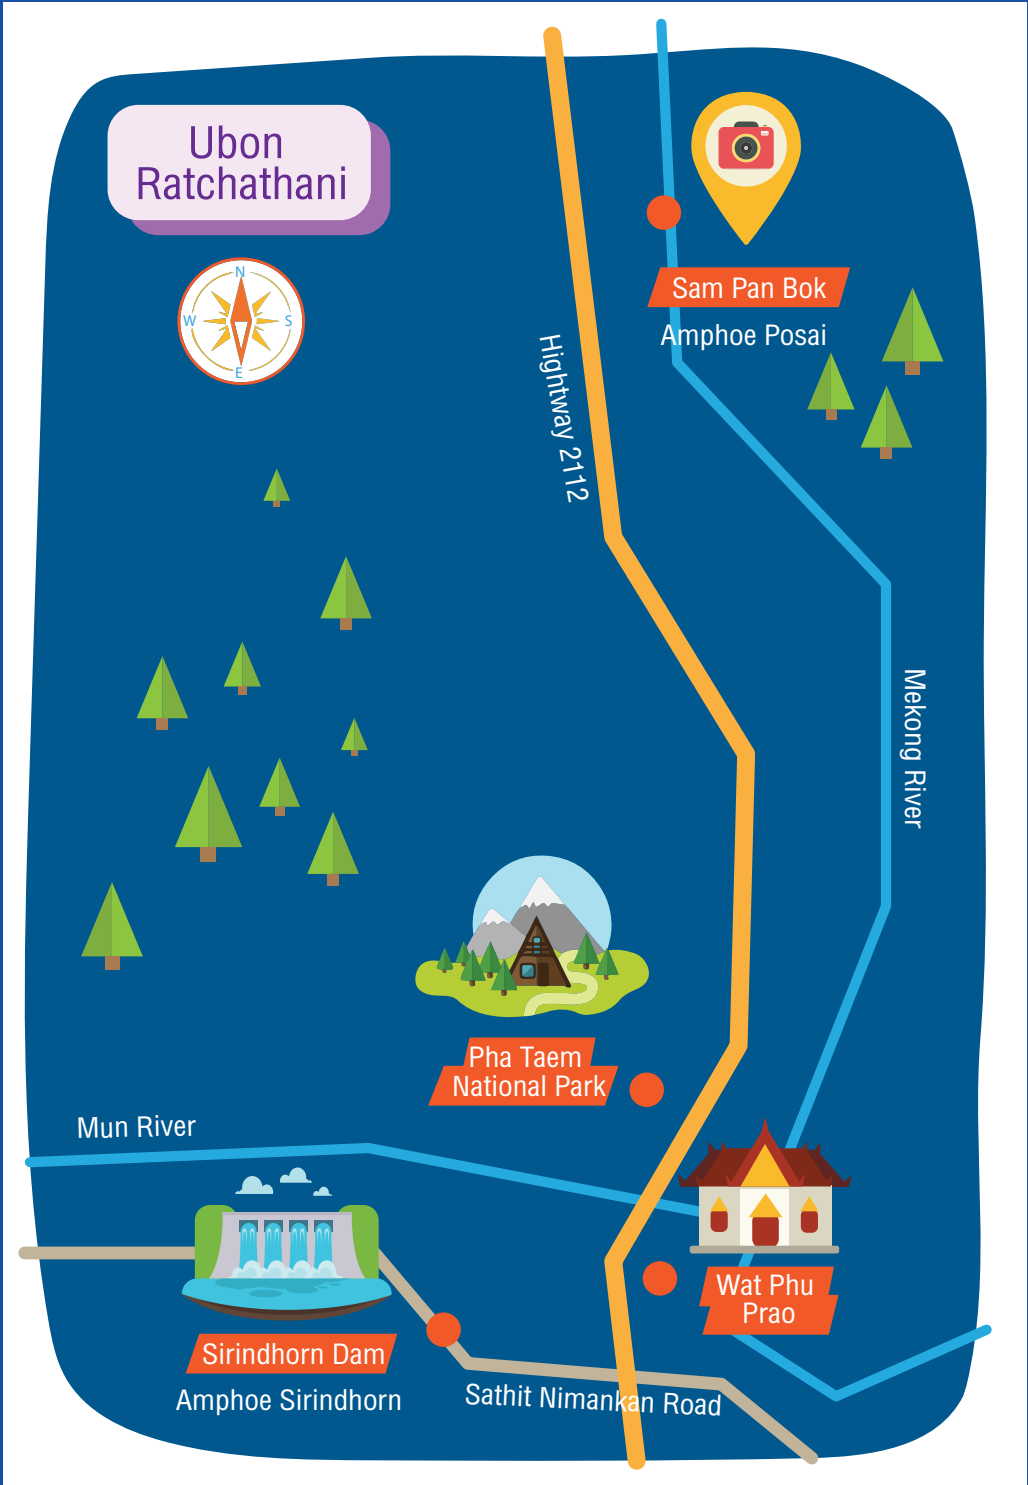 Ubon
Ratchathani
N
W
S
E
Sam Pan Bok
Amphoe Posai
Hightway 2112
Mekong River
Pha Taem
National Park
Mun River
Wat Phu
Prao
Sirindhorn Dam
Amphoe Sirindhorn
Sathit Nimankan Road